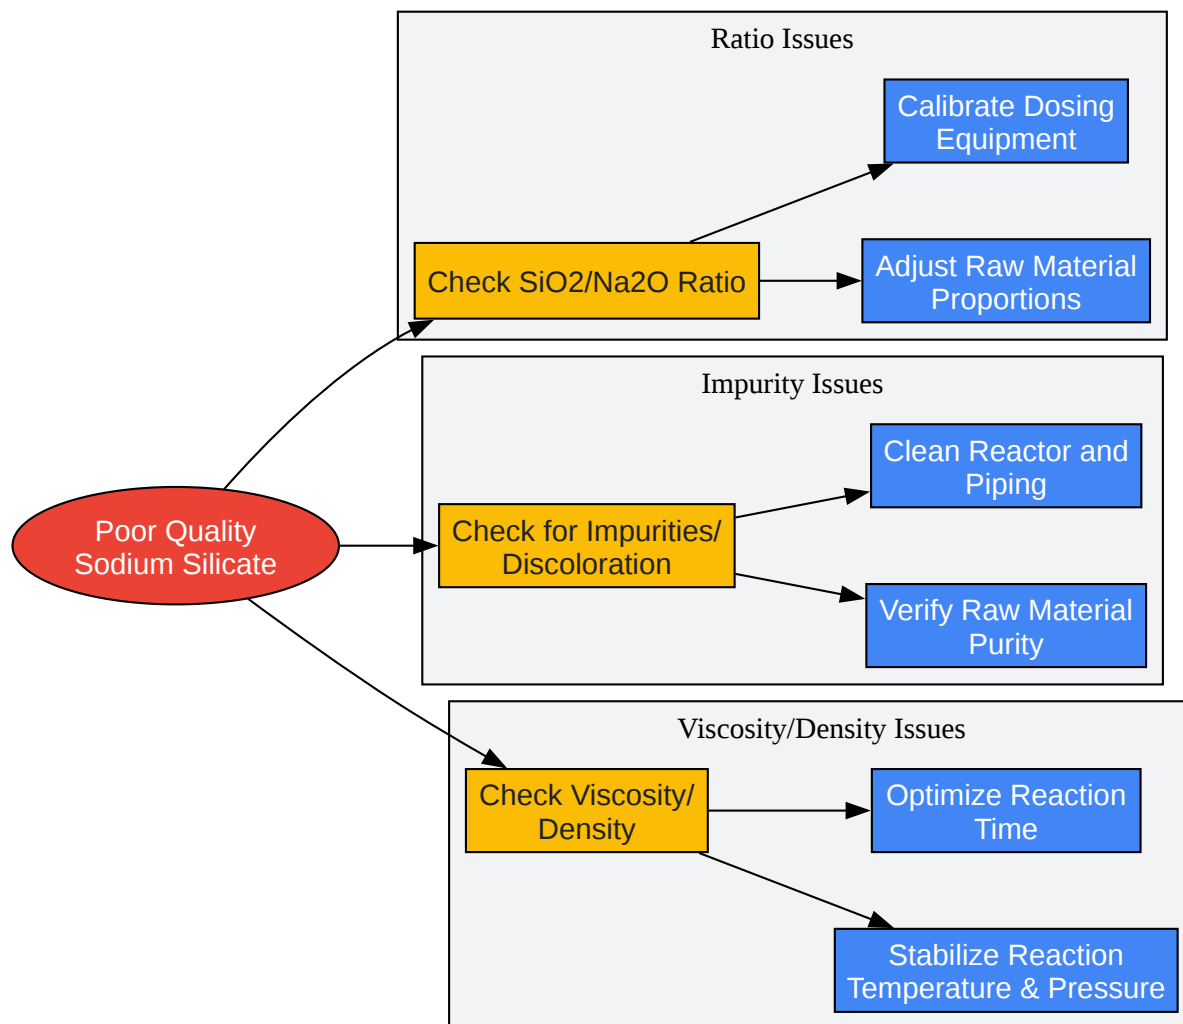 Ratio Issues
Calibrate Dosing
Equipment
Check SiO2/Na2O Ratio
Adjust Raw Material
Proportions
Impurity Issues
Clean Reactor and
Piping
Poor Quality
Sodium Silicate
Check for Impurities/
Discoloration
Verify Raw Material
Purity
Viscosity/Density Issues
Check Viscosity/
Density
Optimize Reaction
Time
Stabilize Reaction
Temperature & Pressure